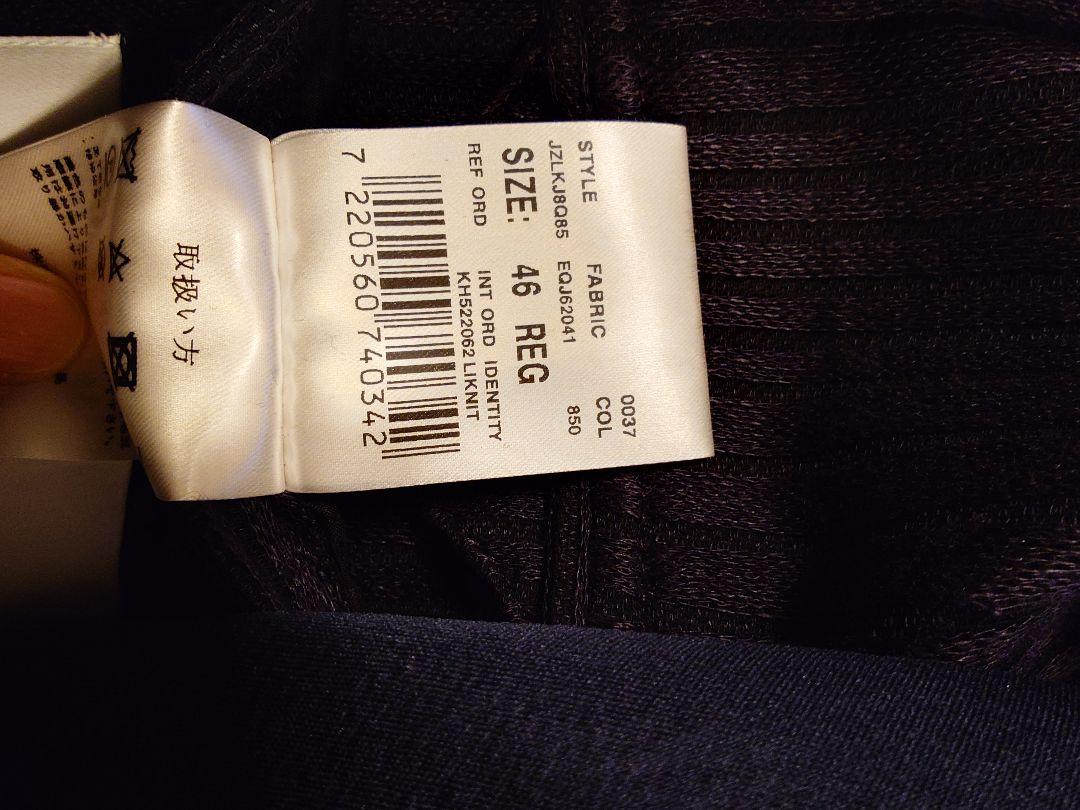 0037
STYLE FABRIC COL
JZLKJ8Q85 EQJ62041 850
SIZE: 46 REG
REF ORD INT ORD IDENTITY
KH522062 LIKNIT
7 220560 740342
取扱い方